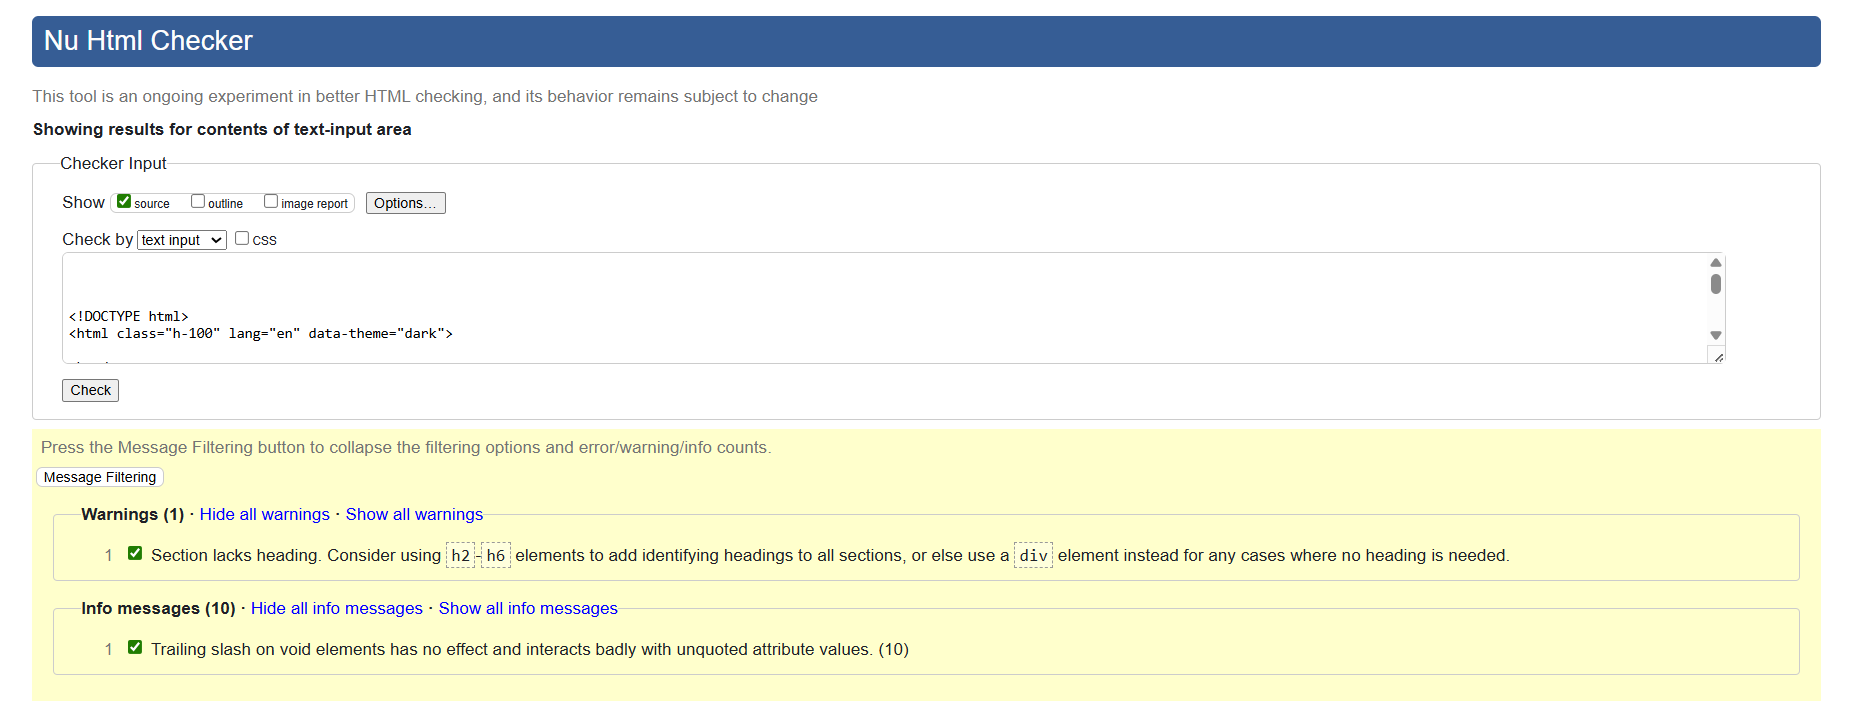 Nu Html Checker
This tool is an ongoing experiment in better HTML checking, and its behavior remains subject to change
Showing results for contents of text-input area
Checker Input
Show source outline image report Options...
Check by text input CSS
<!DOCTYPE html>
<html class="h-100" lang="en" data-theme="dark">
Check
Press the Message Filtering button to collapse the filtering options and error/warning/info counts.
Message Filtering
Warnings (1) · Hide all warnings · Show all warnings
1 Section lacks heading. Consider using h2-h6 elements to add identifying headings to all sections, or else use a div element instead for any cases where no heading is needed.
Info messages (10) · Hide all info messages · Show all info messages
1 Trailing slash on void elements has no effect and interacts badly with unquoted attribute values. (10)